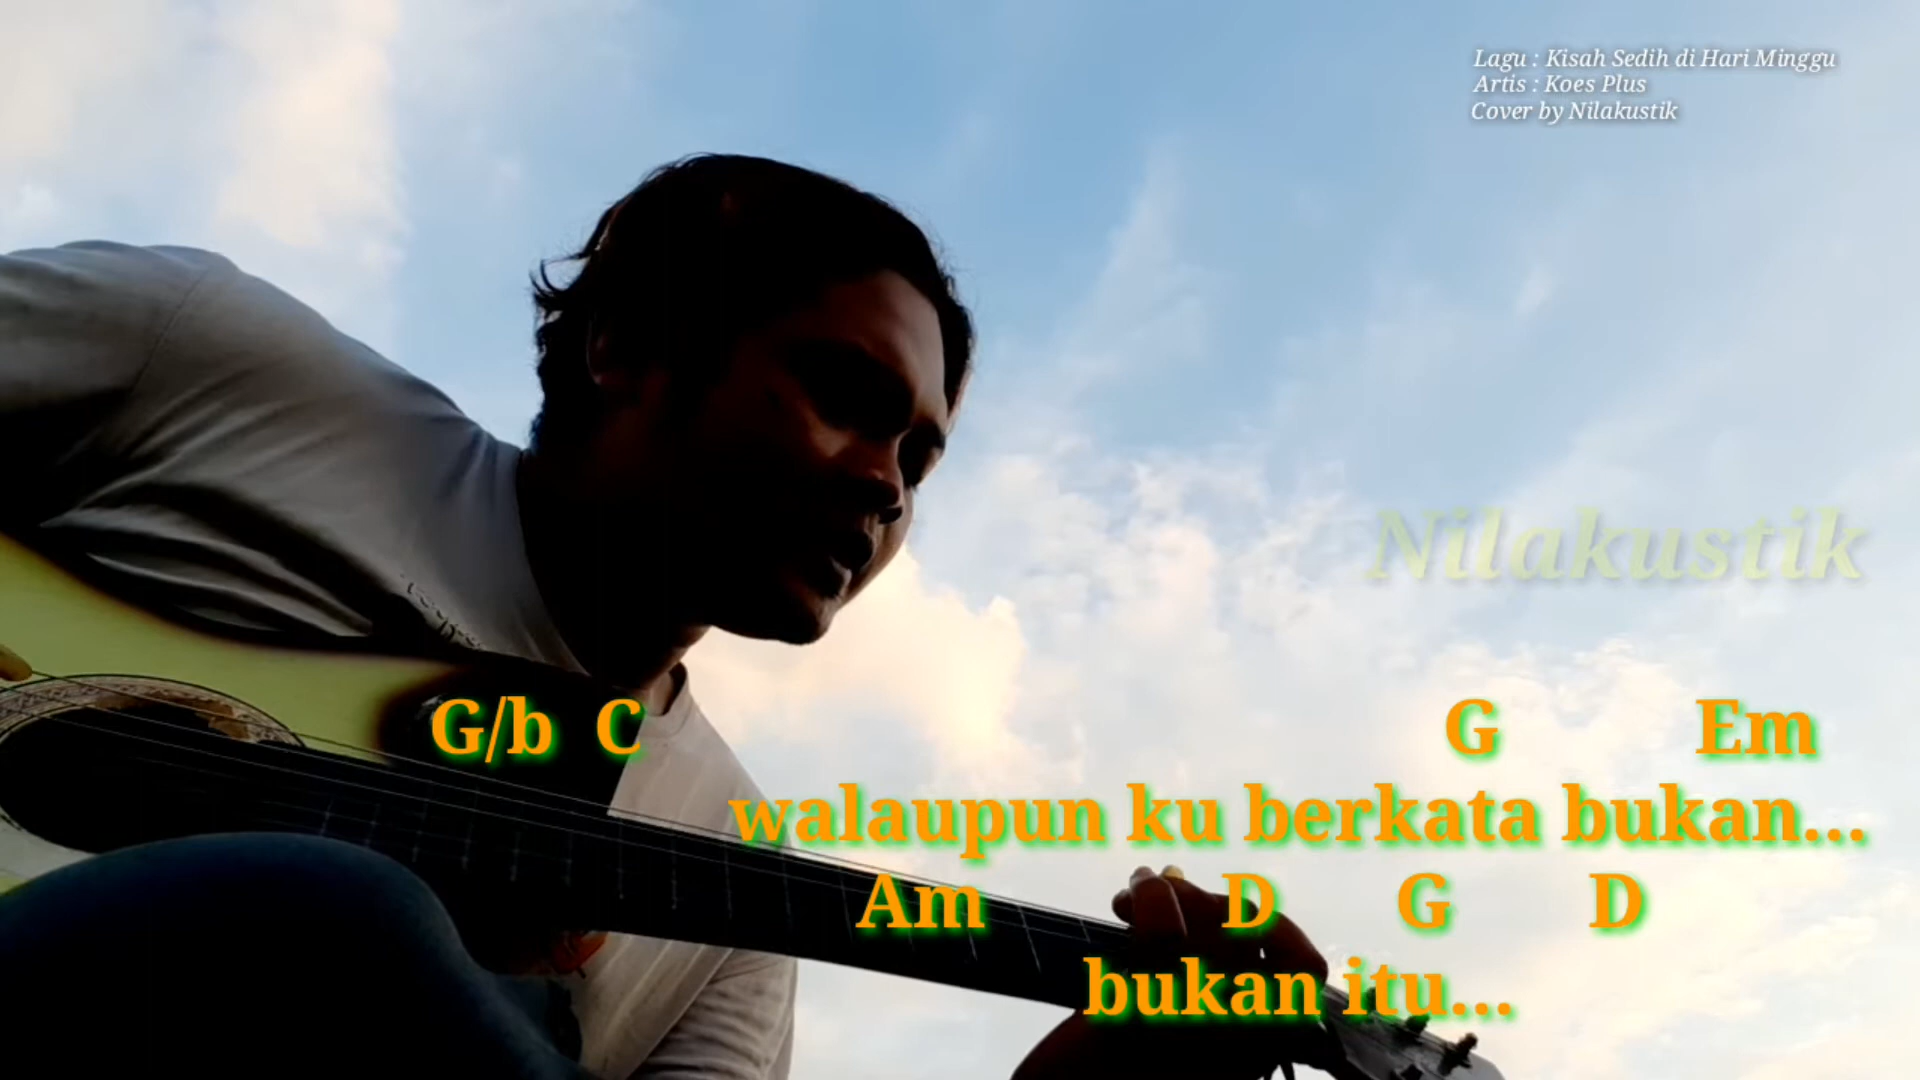 Lagu : Kisah Sedih di Hari Minggu
Artis : Koes Plus
Cover by Nilakustik
Nilakustik
G/b C G Em
walaupun ku berkata bukan...
Am D G D
bukan itu...